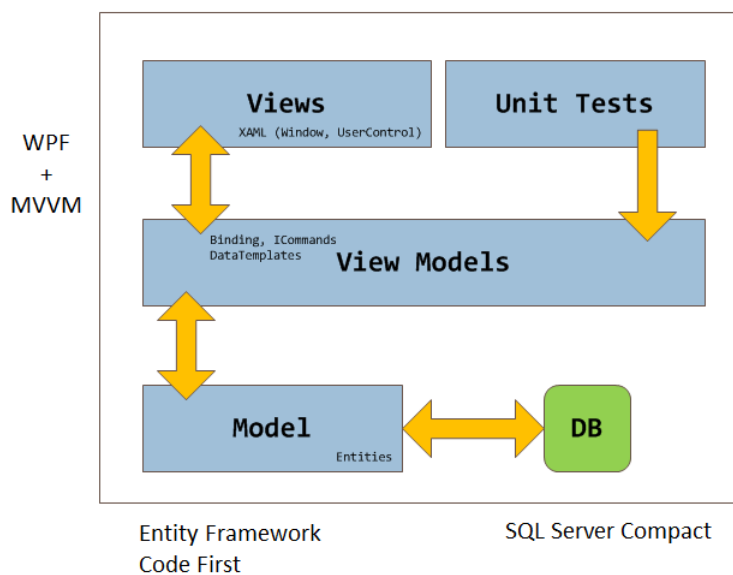 Views
XAML (Window, UserControl)
Unit Tests
WPF
+
MVVM
Binding, ICommands
DataTemplates
View Models
Model
Entities
DB
Entity Framework
Code First
SQL Server Compact